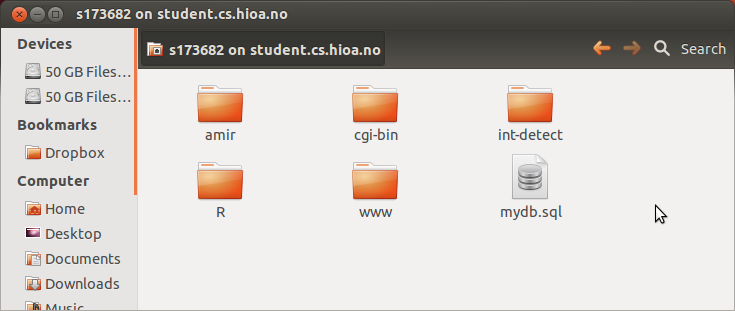 s173682 on student.cs.hioa.no
Devices
50 GB Files...
50 GB Files...
Bookmarks
Dropbox
Computer
Home
Desktop
Documents
Downloads
Music
s173682 on student.cs.hioa.no
Search
amir
cgi-bin
int-detect
R
www
mydb.sql